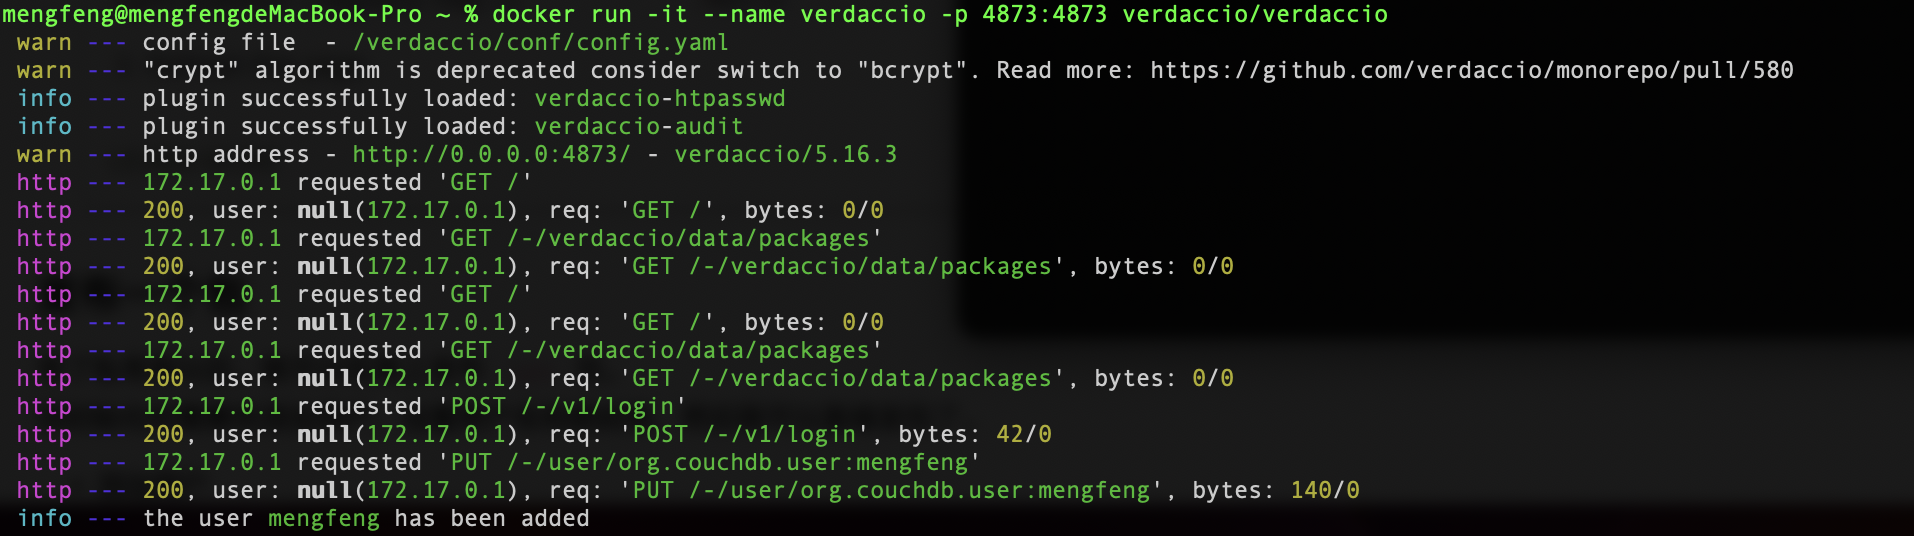 mengfeng@mengfengdeMacBook-Pro ~ % docker run -it --name verdaccio -p 4873:4873 verdaccio/verdaccio
warn --- config file  - /verdaccio/conf/config.yaml
warn --- "crypt" algorithm is deprecated consider switch to "bcrypt". Read more: https://github.com/verdaccio/monorepo/pull/580
info --- plugin successfully loaded: verdaccio-htpasswd
info --- plugin successfully loaded: verdaccio-audit
warn --- http address - http://0.0.0.0:4873/ - verdaccio/5.16.3
http --- 172.17.0.1 requested 'GET /'
http --- 200, user: null(172.17.0.1), req: 'GET /', bytes: 0/0
http --- 172.17.0.1 requested 'GET /-/verdaccio/data/packages'
http --- 200, user: null(172.17.0.1), req: 'GET /-/verdaccio/data/packages', bytes: 0/0
http --- 172.17.0.1 requested 'GET /'
http --- 200, user: null(172.17.0.1), req: 'GET /', bytes: 0/0
http --- 172.17.0.1 requested 'GET /-/verdaccio/data/packages'
http --- 200, user: null(172.17.0.1), req: 'GET /-/verdaccio/data/packages', bytes: 0/0
http --- 172.17.0.1 requested 'POST /-/v1/login'
http --- 200, user: null(172.17.0.1), req: 'POST /-/v1/login', bytes: 42/0
http --- 172.17.0.1 requested 'PUT /-/user/org.couchdb.user:mengfeng'
http --- 200, user: null(172.17.0.1), req: 'PUT /-/user/org.couchdb.user:mengfeng', bytes: 140/0
info --- the user mengfeng has been added